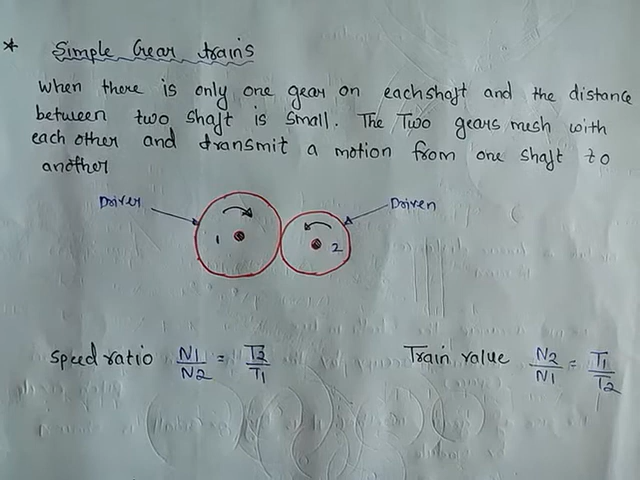 * Simple Gear trains
When there is only one gear on each shaft and the distance
between two shaft is small. The Two gears mesh with
each other and transmit a motion from one shaft to
another
Driver
Driven
1
2
Speed ratio N1/N2 = T2/T1
Train value N2/N1 = T1/T2